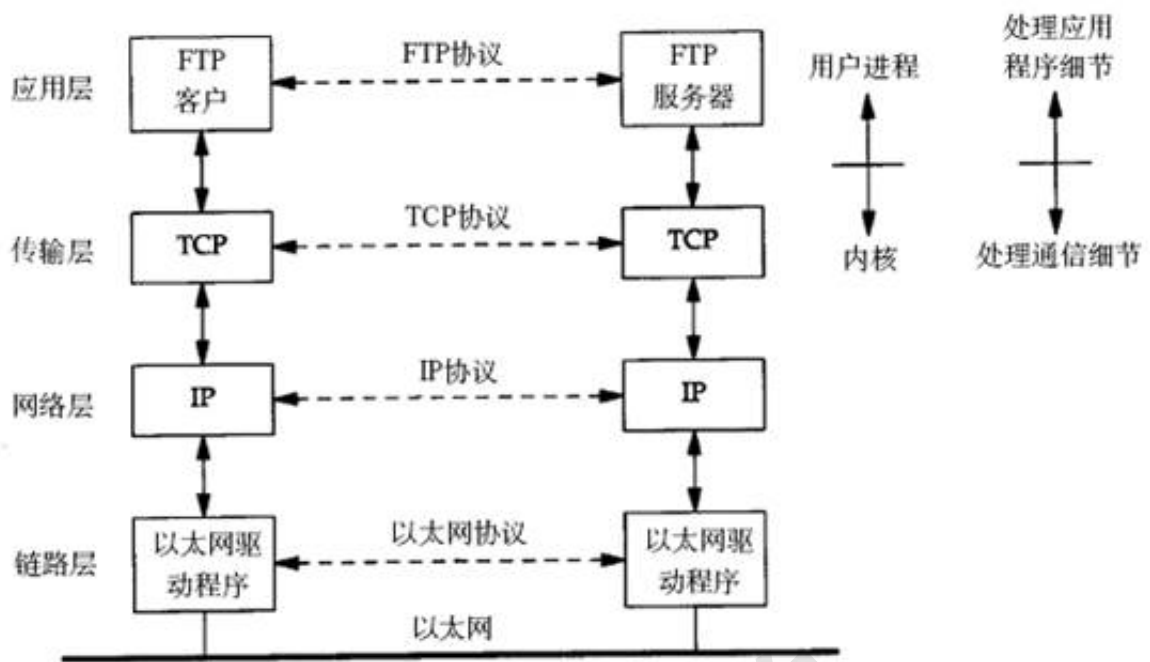 处理应用
程序细节
用户进程
应用层
FTP
客户
FTP协议
FTP
服务器
传输层
TCP
TCP协议
TCP
内核
处理通信细节
网络层
IP
IP协议
IP
链路层
以太网驱
动程序
以太网协议
以太网驱
动程序
以太网